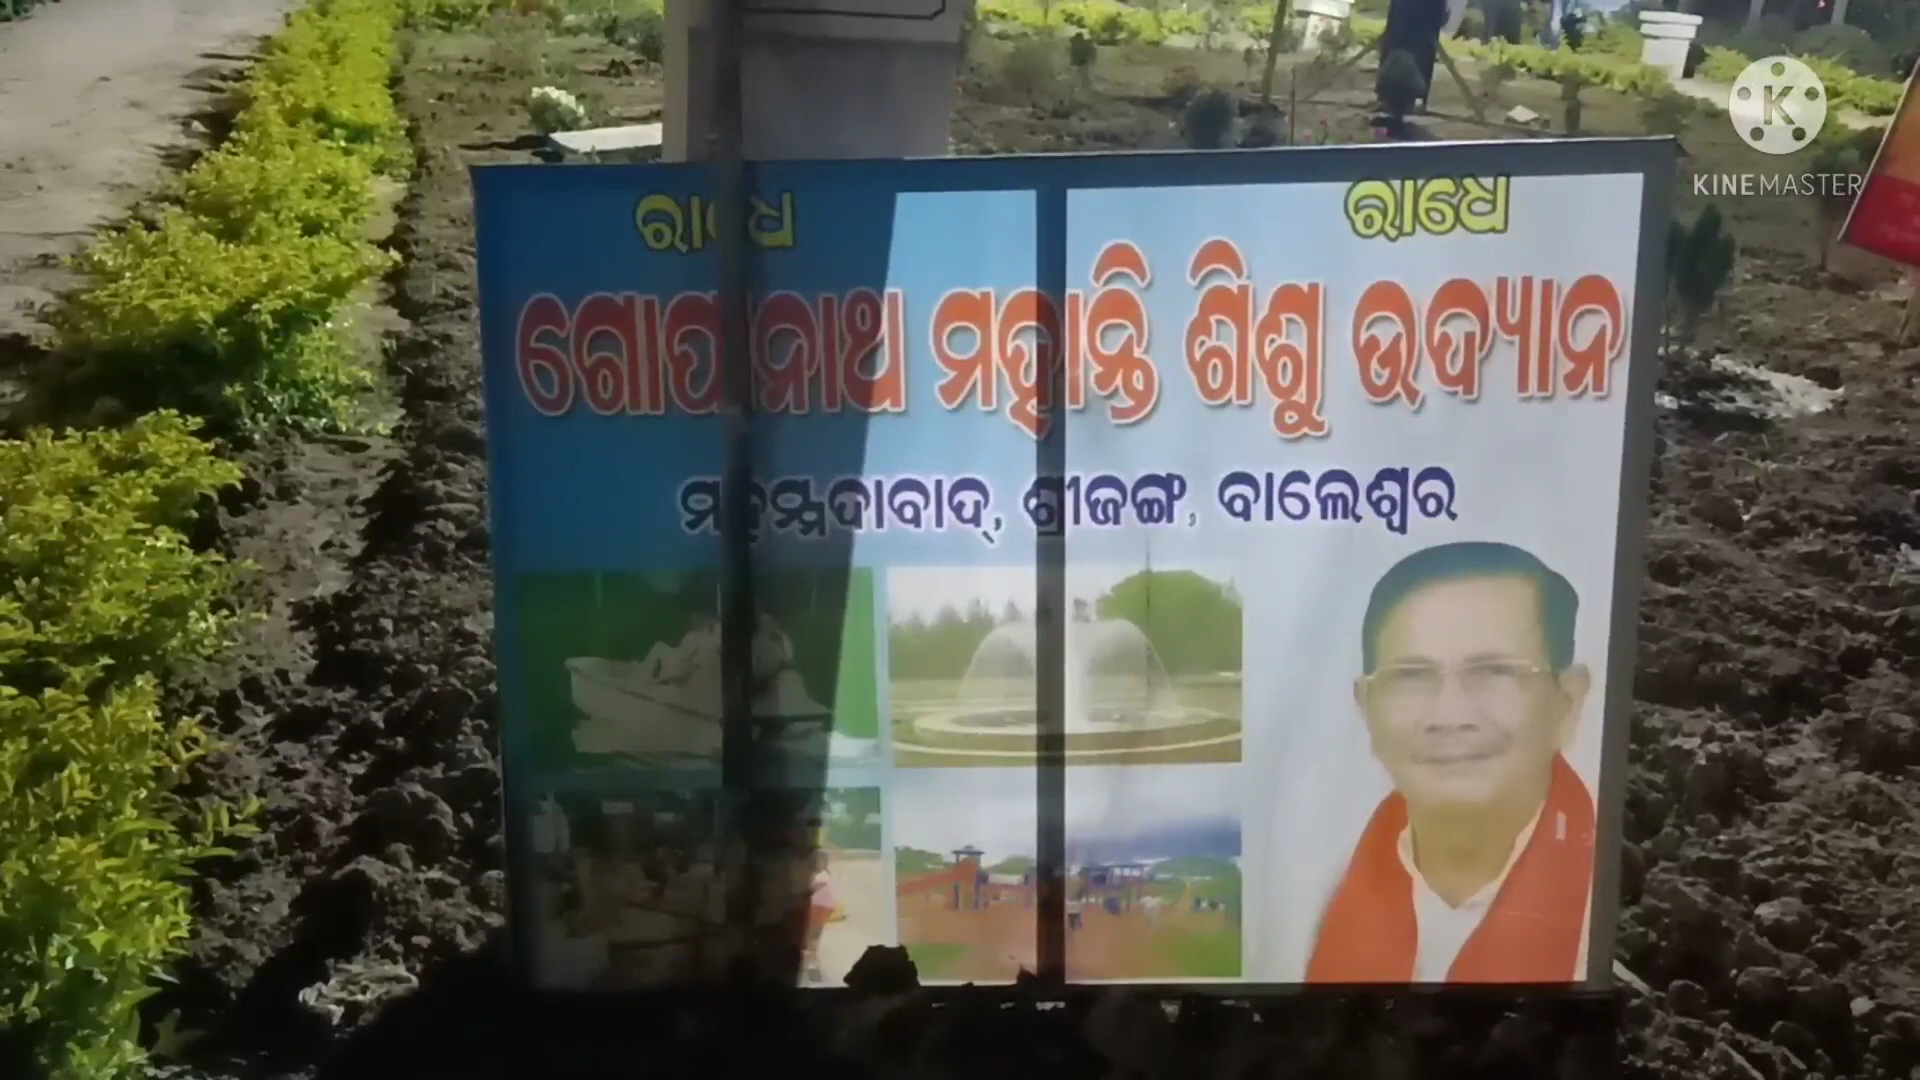 ରାଧେ ରାଧେ
ଗୋପୀନାଥ ମହାନ୍ତି ଶିଶୁ ଉଦ୍ୟାନ
ମହମ୍ମଦାବାଦ୍, ଶ୍ରୀଜଙ୍ଗ, ବାଲେଶ୍ୱର
K
KINEMASTER